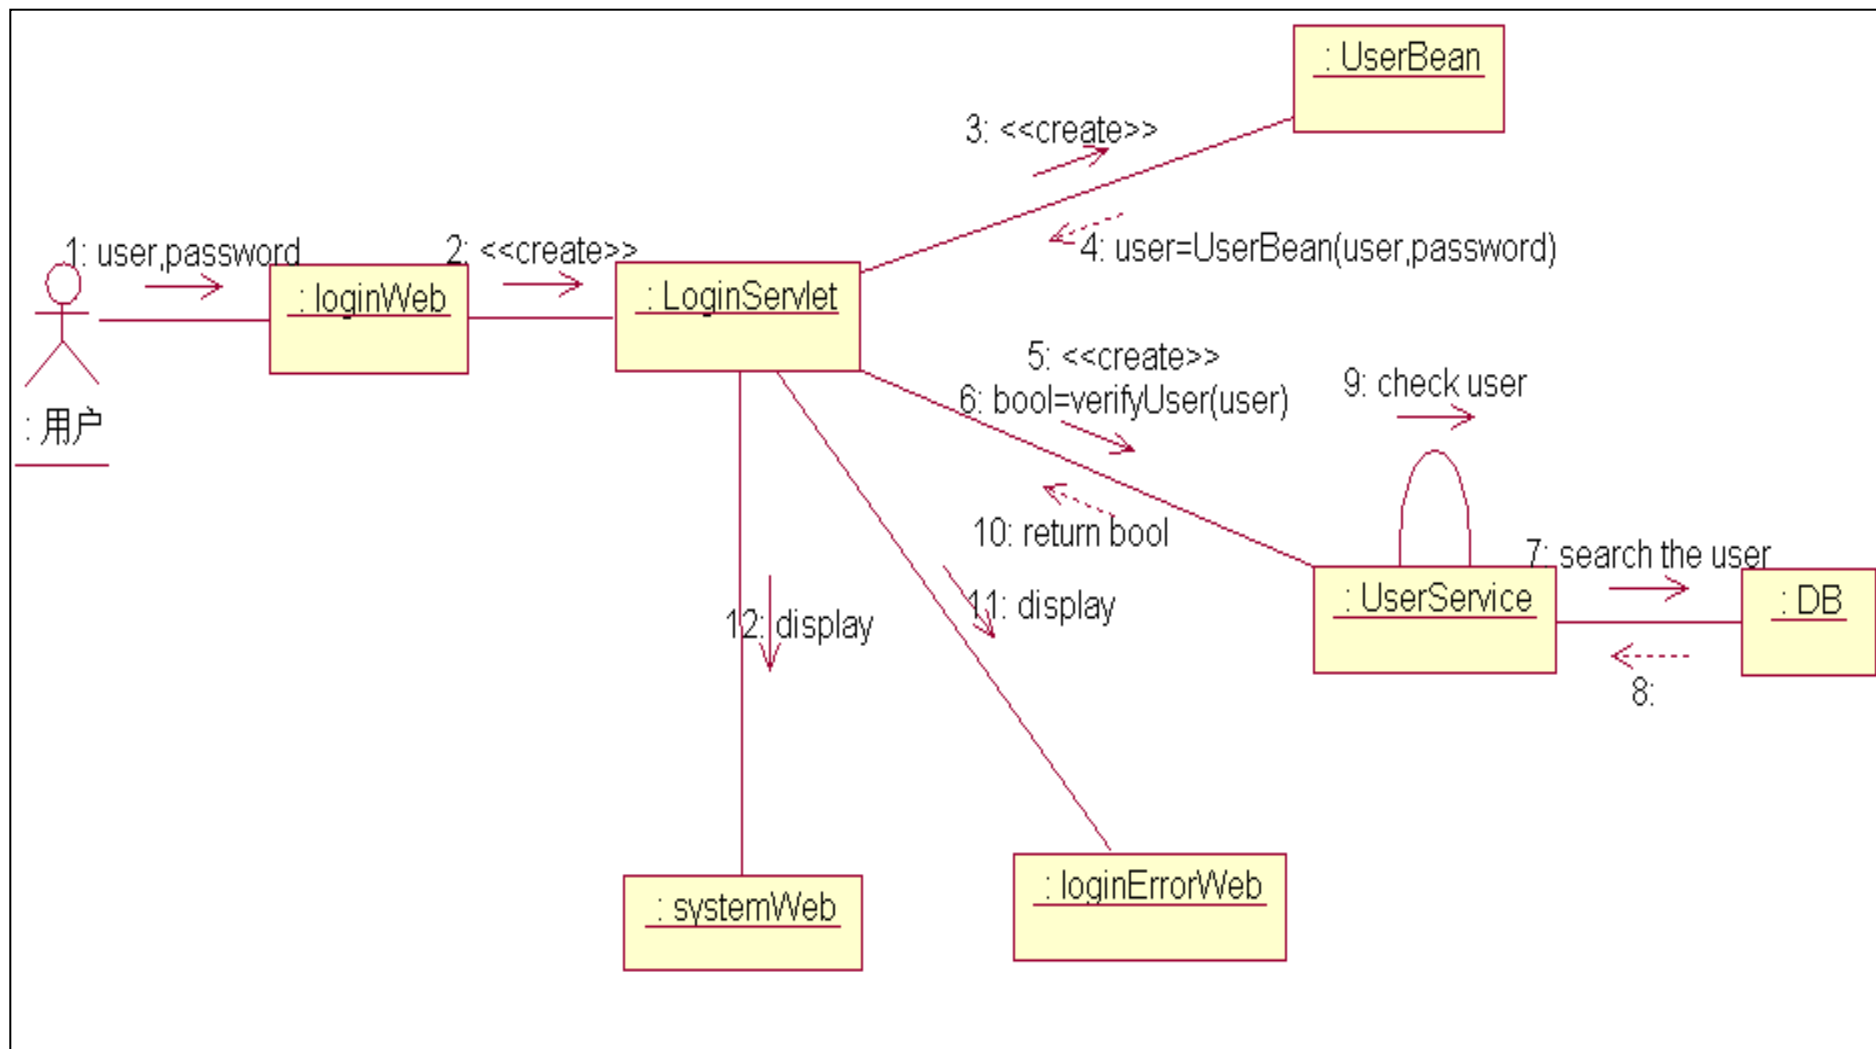 : UserBean
3: <<create>>
4: user=UserBean(user,password)
1: user,password
2: <<create>>
: loginWeb
: LoginServlet
: 用户
5: <<create>>
6: bool=verifyUser(user)
9: check user
10: return bool
7: search the user
: UserService
: DB
8:
11: display
12: display
: systemWeb
: loginErrorWeb